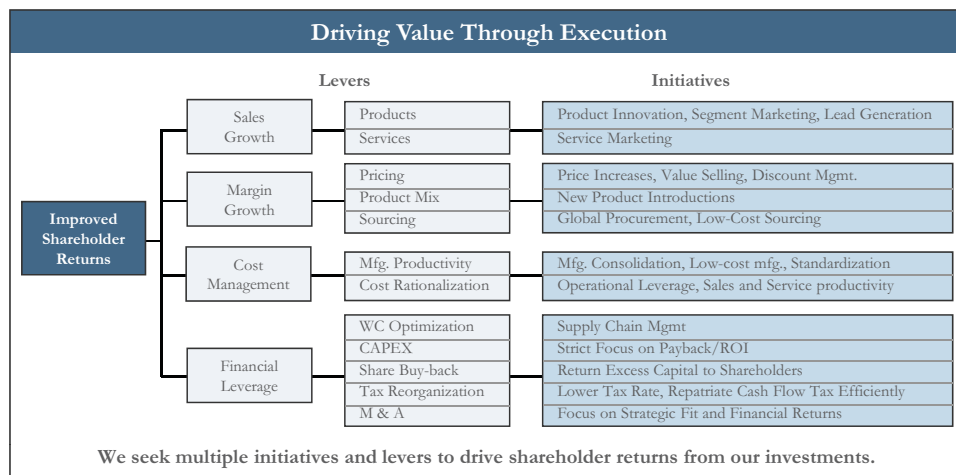 Driving Value Through Execution
Levers
Initiatives
Improved
Shareholder
Returns
Sales
Growth
Products
Product Innovation, Segment Marketing, Lead Generation
Services
Service Marketing
Margin
Growth
Pricing
Price Increases, Value Selling, Discount Mgmt.
Product Mix
New Product Introductions
Sourcing
Global Procurement, Low-Cost Sourcing
Cost
Management
Mfg. Productivity
Mfg. Consolidation, Low-cost mfg., Standardization
Cost Rationalization
Operational Leverage, Sales and Service productivity
Financial
Leverage
WC Optimization
Supply Chain Mgmt
CAPEX
Strict Focus on Payback/ROI
Share Buy-back
Return Excess Capital to Shareholders
Tax Reorganization
Lower Tax Rate, Repatriate Cash Flow Tax Efficiently
M & A
Focus on Strategic Fit and Financial Returns
We seek multiple initiatives and levers to drive shareholder returns from our investments.